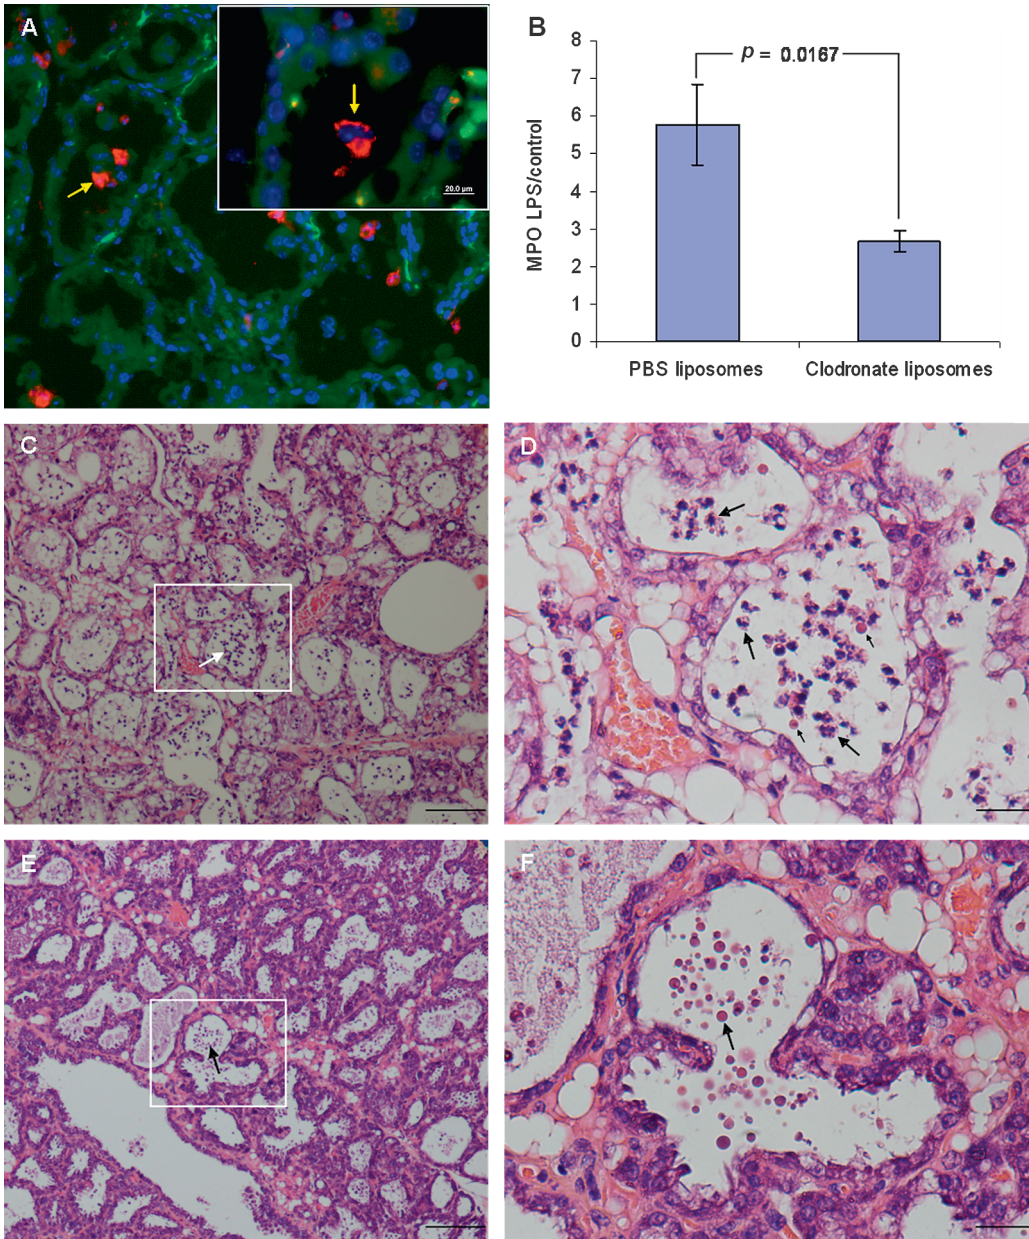 A
20.0 µm
B
8
7
6
5
4
3
2
1
0
MPO LPS/control
p = 0.0167
PBS liposomes
Clodronate liposomes
C
D
E
F